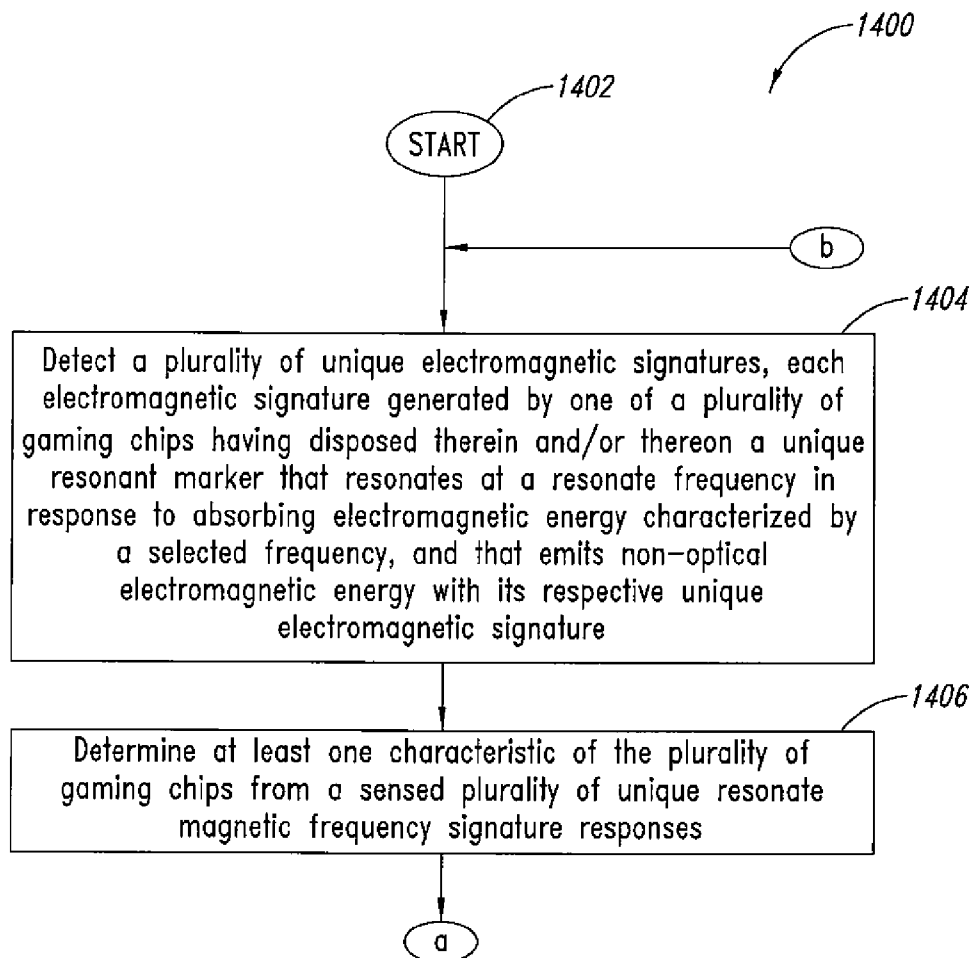 1400
1402
START
b
1404
Detect a plurality of unique electromagnetic signatures, each
electromagnetic signature generated by one of a plurality of
gaming chips having disposed therein and/or thereon a unique
resonant marker that resonates at a resonate frequency in
response to absorbing electromagnetic energy characterized by
a selected frequency, and that emits non-optical
electromagnetic energy with its respective unique
electromagnetic signature
1406
Determine at least one characteristic of the plurality of
gaming chips from a sensed plurality of unique resonate
magnetic frequency signature responses
a